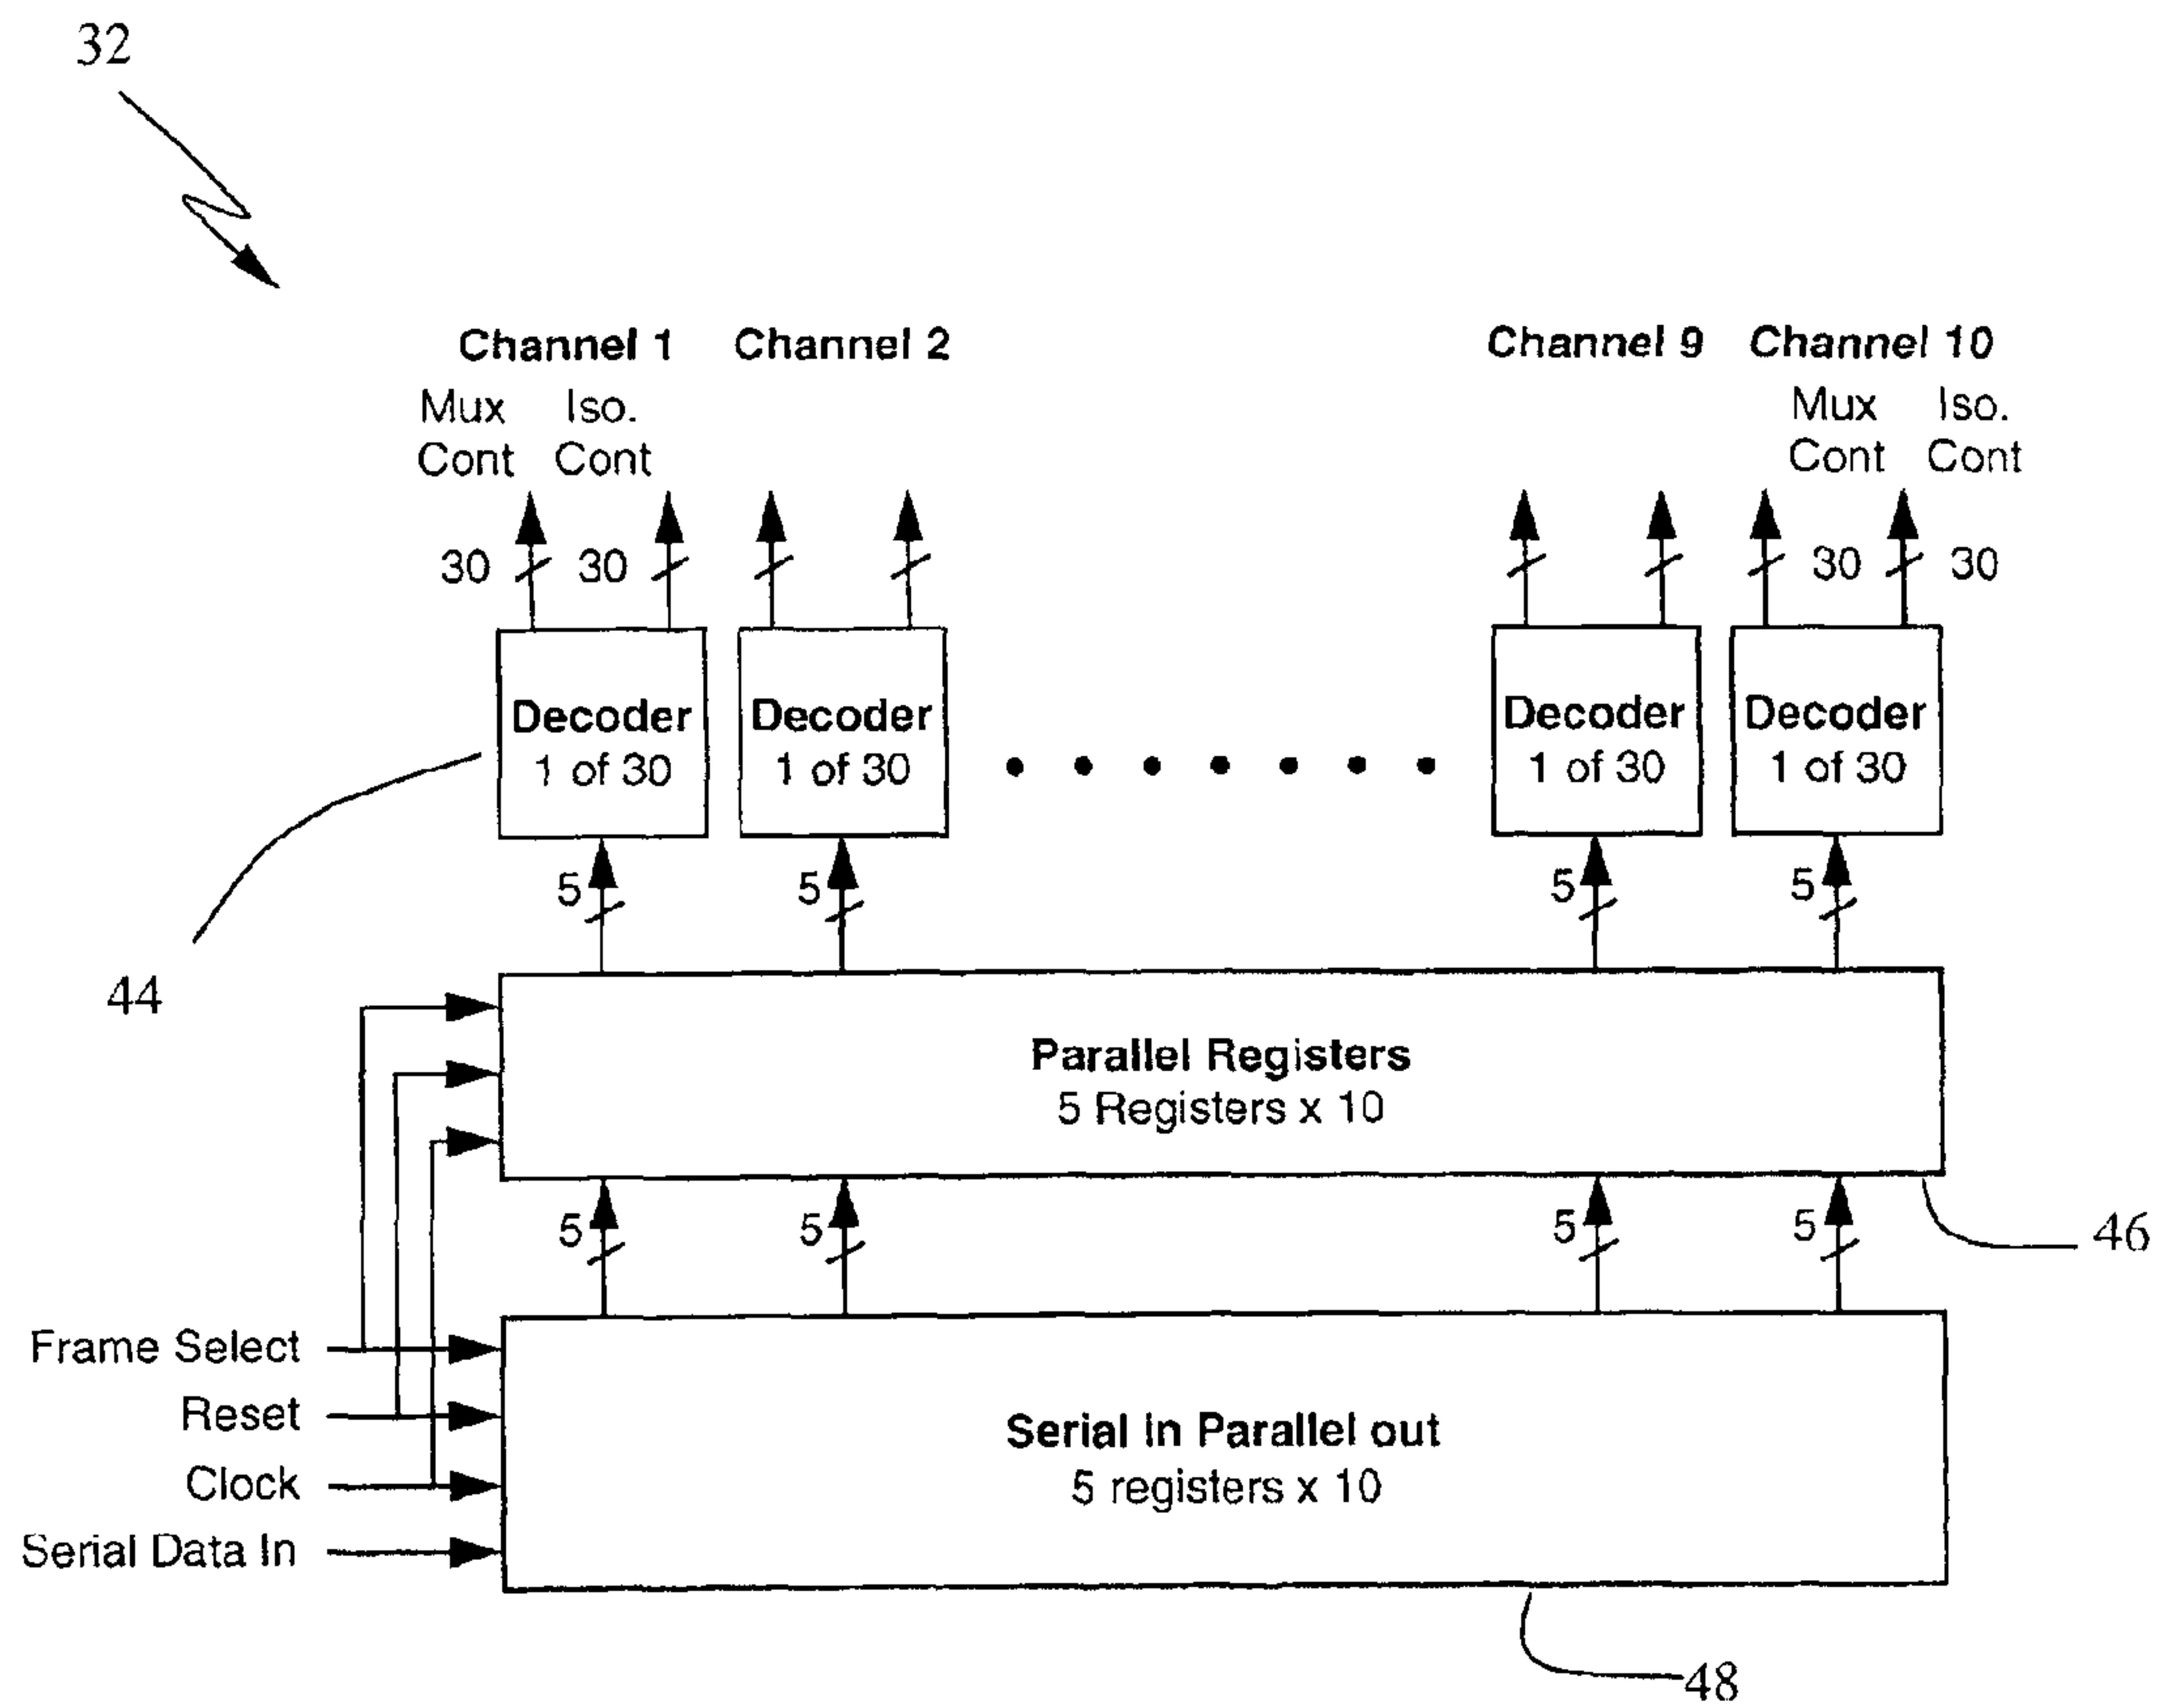 32
Channel 1 Channel 2 Channel 9 Channel 10
Mux Iso. Mux Iso.
Cont Cont Cont Cont
30 30 30 30
Decoder Decoder Decoder Decoder
1 of 30 1 of 30 1 of 30 1 of 30
5 5 5 5
44
Parallel Registers
5 Registers x 10
5 5 5 5
46
Frame Select
Reset
Clock
Serial Data In
Serial in Parallel out
5 registers x 10
48